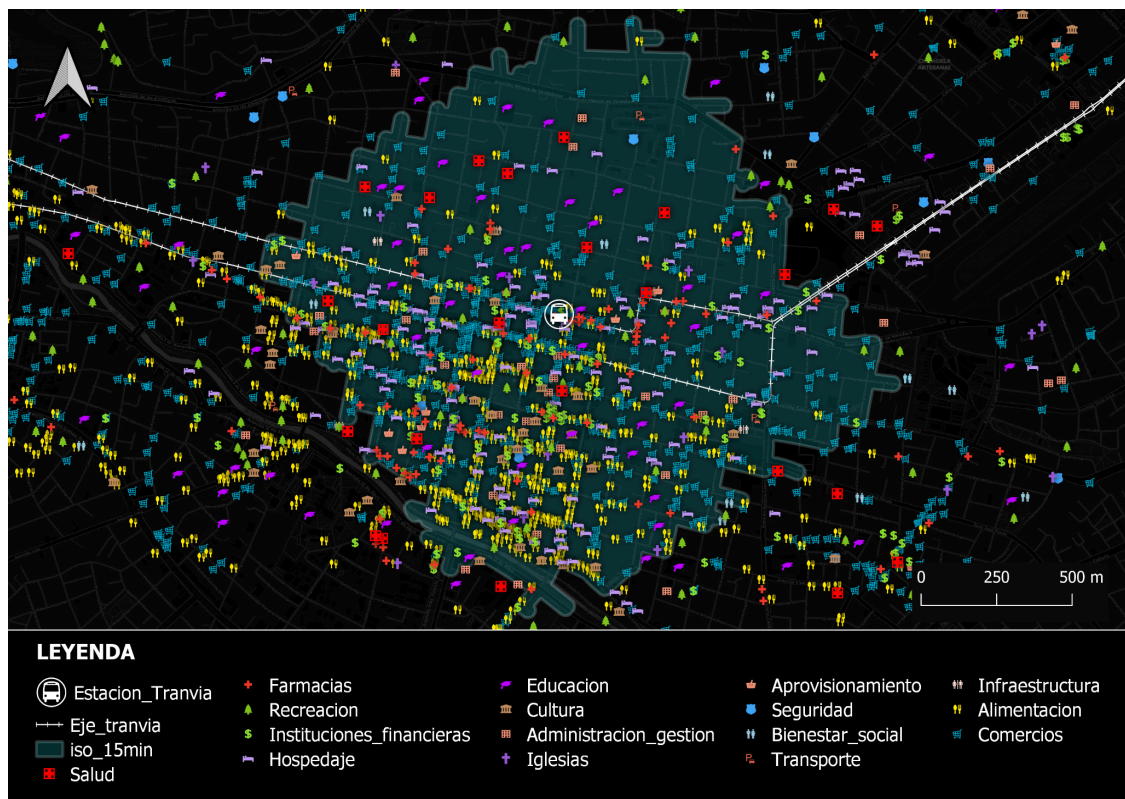 0 250 500 m
LEYENDA
Estacion_Tranvia
Eje_tranvia
iso_15min
Salud
Farmacias
Recreacion
Instituciones_financieras
Hospedaje
Educacion
Cultura
Administracion_gestion
Iglesias
Aprovisionamiento
Seguridad
Bienestar_social
Transporte
Infraestructura
Alimentacion
Comercios